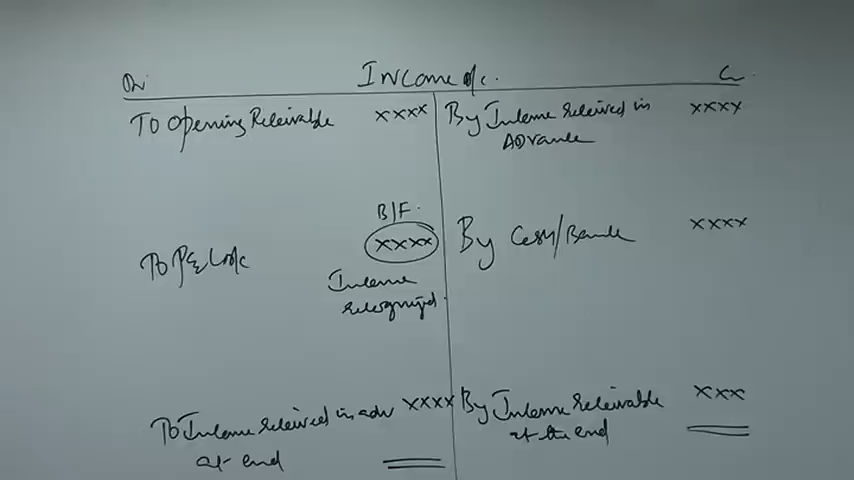 Dr. Income a/c. Cr.
To Opening Receivable xxxx
By Income received in xxxx
Advance
B/F.
To P&L a/c xxxx
Income
recognized
By Cash/Bank xxxx
To Income received in adv xxxx
at end
By Income receivable xxx
at the end